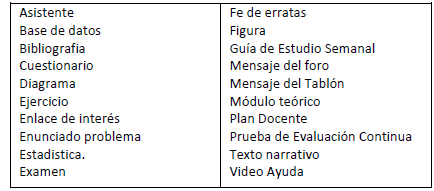 Asistente
Base de datos
Bibliografia
Cuestionario
Diagrama
Ejercicio
Enlace de interés
Enunciado problema
Estadistica.
Examen
Fe de erratas
Figura
Guía de Estudio Semanal
Mensaje del foro
Mensaje del Tablón
Módulo teórico
Plan Docente
Prueba de Evaluación Continua
Texto narrativo
Video Ayuda